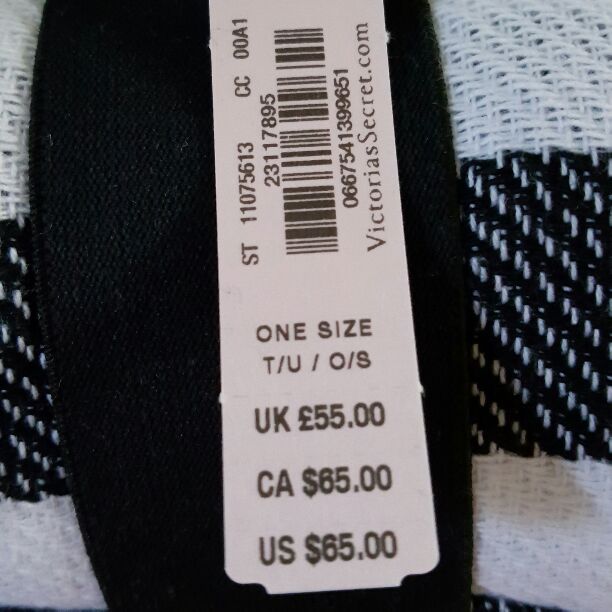 ST 11075613 CC 00A1
23117895
0667541399651
VictoriasSecret.com
ONE SIZE
T/U / O/S
UK £55.00
CA $65.00
US $65.00